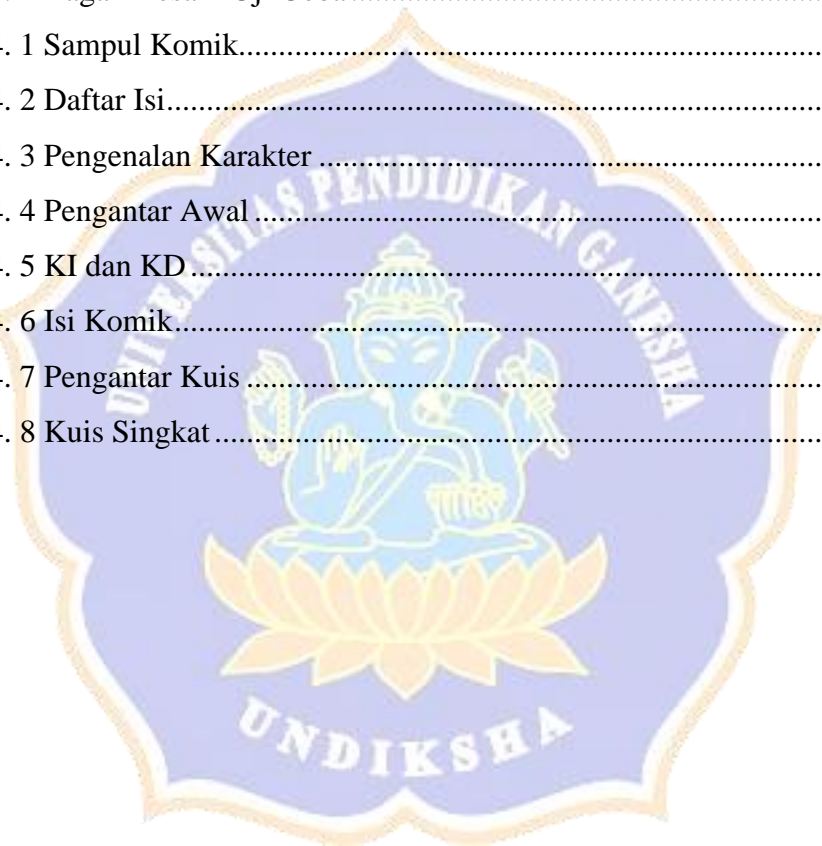 . 1 Sampul Komik
. 2 Daftar Isi
. 3 Pengenalan Karakter
. 4 Pengantar Awal
. 5 KI dan KD
. 6 Isi Komik
. 7 Pengantar Kuis
. 8 Kuis Singkat
UNIVERSITAS PENDIDIKAN GANESHA
UNDIKSHA